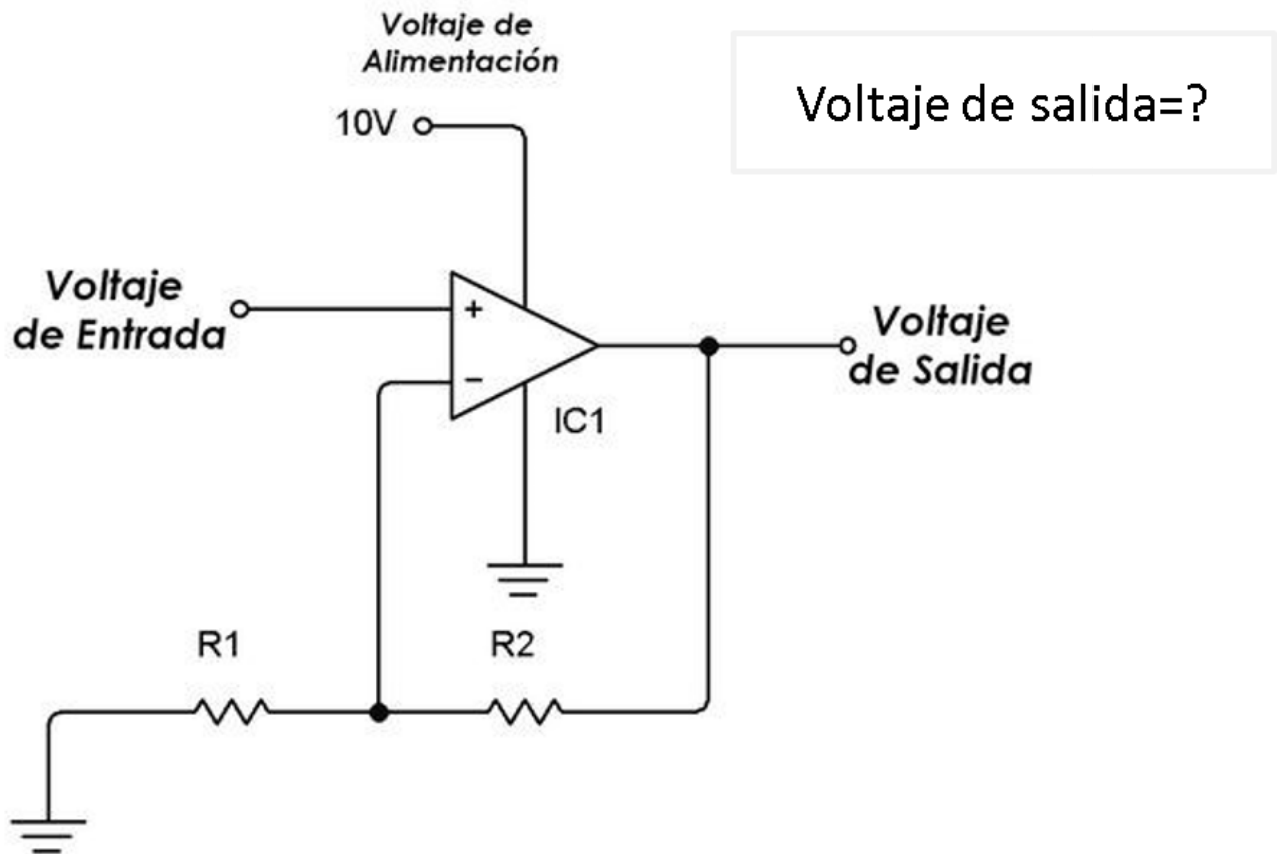 Voltaje de
Alimentación
10V
Voltaje de salida=?
Voltaje
de Entrada
+
−
IC1
Voltaje
de Salida
R1
R2